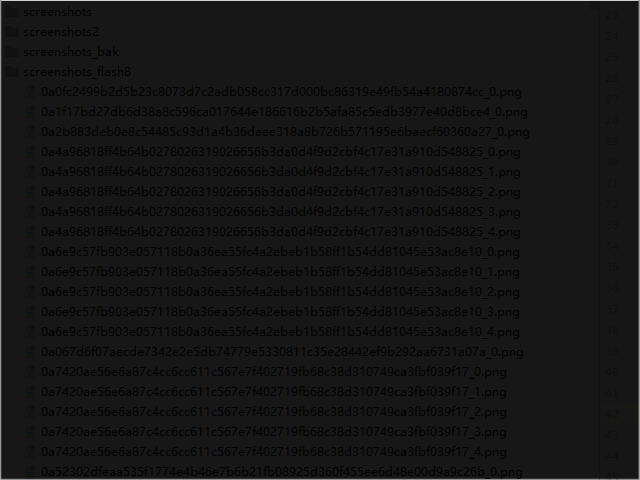 screenshots
screenshots2
screenshots_bak
screenshots_flash8
0a0fc2499b2d5b23c8073d7c2adb058cc317d000bc86319e49fb54a4180874cc_0.png
0a1f17bd27db6d38a8c596ca017644e186616b2b5afa85c5edb3977e40d8bce4_0.png
0a2b883deb0e8c54485c93d1a4b36deee318a8b726b571195e6baecf60360a27_0.png
0a4a96818ff4b64b0278026319026656b3da0d4f9d2cbf4c17e31a910d548825_0.png
0a4a96818ff4b64b0278026319026656b3da0d4f9d2cbf4c17e31a910d548825_1.png
0a4a96818ff4b64b0278026319026656b3da0d4f9d2cbf4c17e31a910d548825_2.png
0a4a96818ff4b64b0278026319026656b3da0d4f9d2cbf4c17e31a910d548825_3.png
0a4a96818ff4b64b0278026319026656b3da0d4f9d2cbf4c17e31a910d548825_4.png
0a6e9c57fb903e057118b0a36ea55fc4a2ebeb1b58ff1b54dd81045e53ac8e10_0.png
0a6e9c57fb903e057118b0a36ea55fc4a2ebeb1b58ff1b54dd81045e53ac8e10_1.png
0a6e9c57fb903e057118b0a36ea55fc4a2ebeb1b58ff1b54dd81045e53ac8e10_2.png
0a6e9c57fb903e057118b0a36ea55fc4a2ebeb1b58ff1b54dd81045e53ac8e10_3.png
0a6e9c57fb903e057118b0a36ea55fc4a2ebeb1b58ff1b54dd81045e53ac8e10_4.png
0a067d6f07aecde7342e2e5db74779e5330811c35e28442ef9b292aa6731a07a_0.png
0a7420ae56e6a87c4cc6cc611c567e7f402719fb68c38d310749ca3fbf039f17_0.png
0a7420ae56e6a87c4cc6cc611c567e7f402719fb68c38d310749ca3fbf039f17_1.png
0a7420ae56e6a87c4cc6cc611c567e7f402719fb68c38d310749ca3fbf039f17_2.png
0a7420ae56e6a87c4cc6cc611c567e7f402719fb68c38d310749ca3fbf039f17_3.png
0a7420ae56e6a87c4cc6cc611c567e7f402719fb68c38d310749ca3fbf039f17_4.png
0a52302dfeaa535f1774e4b46e7b6b21fb08925d360f455ee6d48e00d9a9c26b_0.png